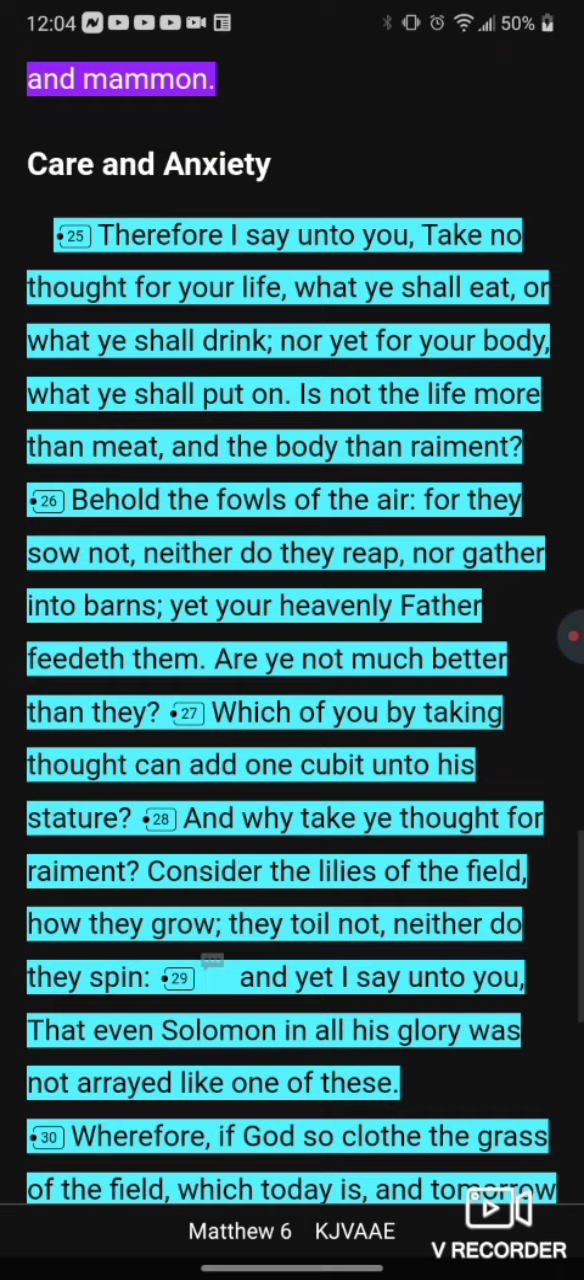 12:04 50%
and mammon.
Care and Anxiety
25 Therefore I say unto you, Take no
thought for your life, what ye shall eat, or
what ye shall drink; nor yet for your body,
what ye shall put on. Is not the life more
than meat, and the body than raiment?
26 Behold the fowls of the air: for they
sow not, neither do they reap, nor gather
into barns; yet your heavenly Father
feedeth them. Are ye not much better
than they? 27 Which of you by taking
thought can add one cubit unto his
stature? 28 And why take ye thought for
raiment? Consider the lilies of the field,
how they grow; they toil not, neither do
they spin: 29 and yet I say unto you,
That even Solomon in all his glory was
not arrayed like one of these.
30 Wherefore, if God so clothe the grass
of the field, which today is, and tomorrow
Matthew 6 KJVAAE
V RECORDER